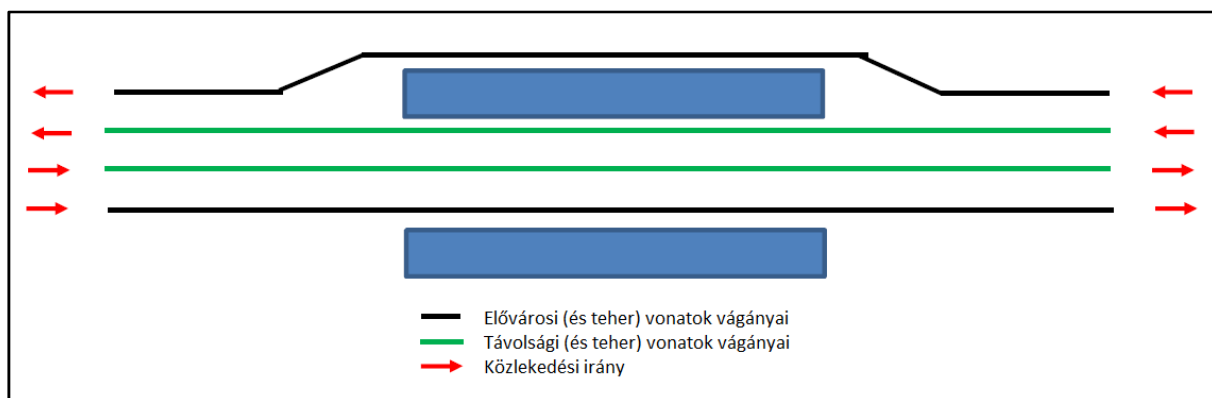 Elővárosi (és teher) vonatok vágányai
Távolsági (és teher) vonatok vágányai
Közlekedési irány